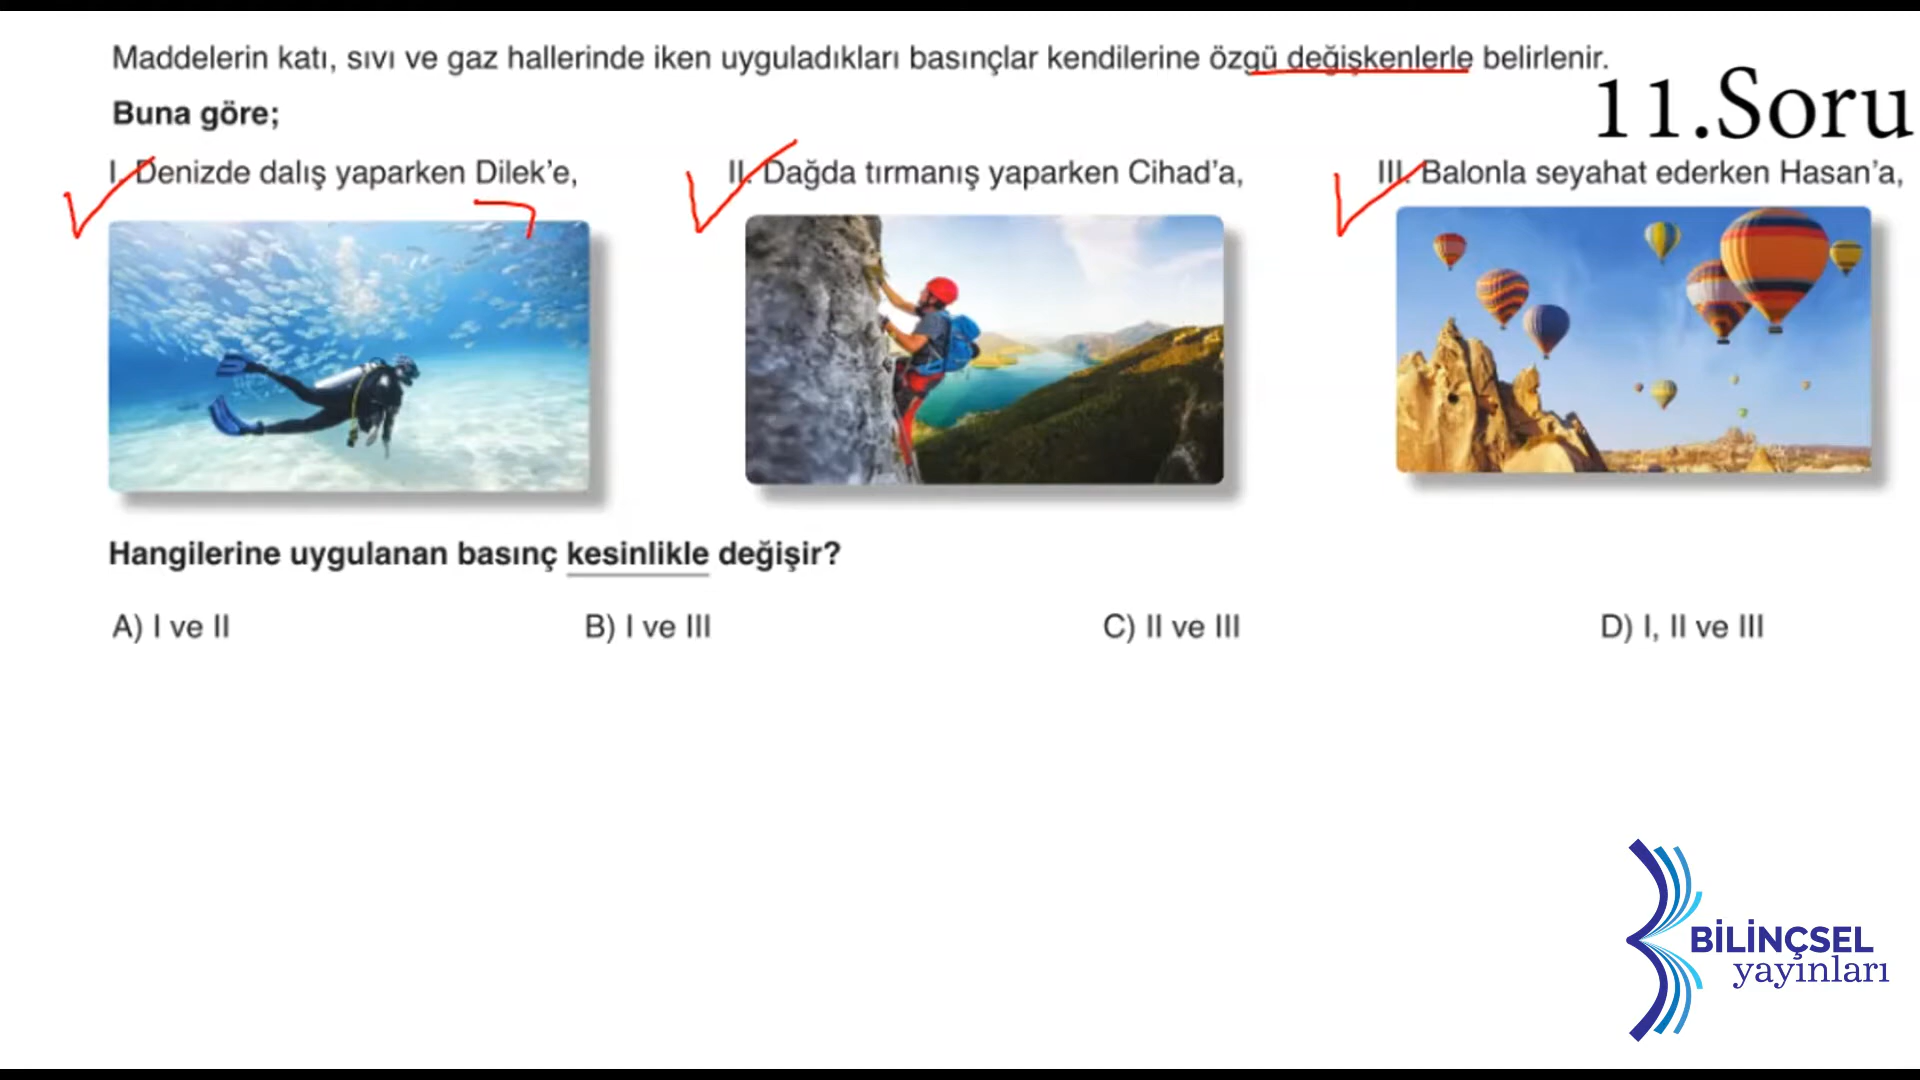 Maddelerin katı, sıvı ve gaz hallerinde iken uyguladıkları basınçlar kendilerine özgü değişkenlerle belirlenir.
11.Soru
Buna göre;
I. Denizde dalış yaparken Dilek’e,
II. Dağda tırmanış yaparken Cihad’a,
III. Balonla seyahat ederken Hasan’a,
Hangilerine uygulanan basınç kesinlikle değişir?
A) I ve II
B) I ve III
C) II ve III
D) I, II ve III
BİLİNÇSEL
yayınları